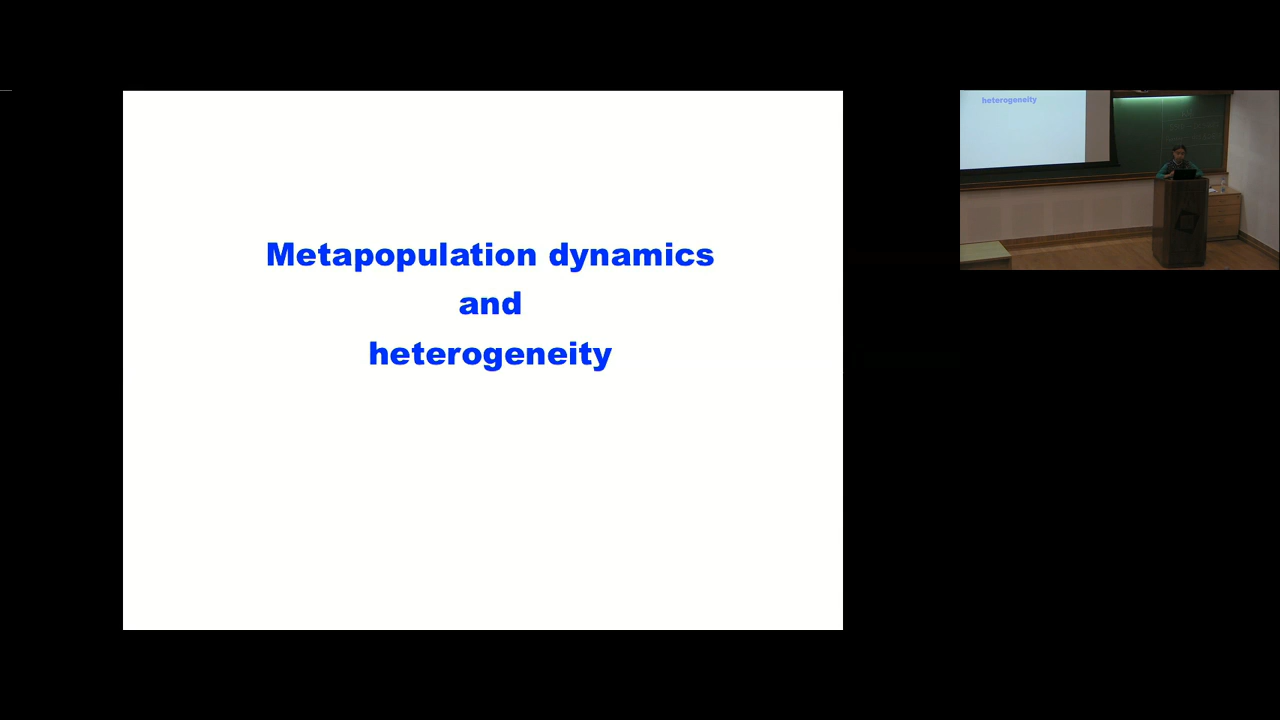 Metapopulation dynamics
and
heterogeneity
heterogeneity